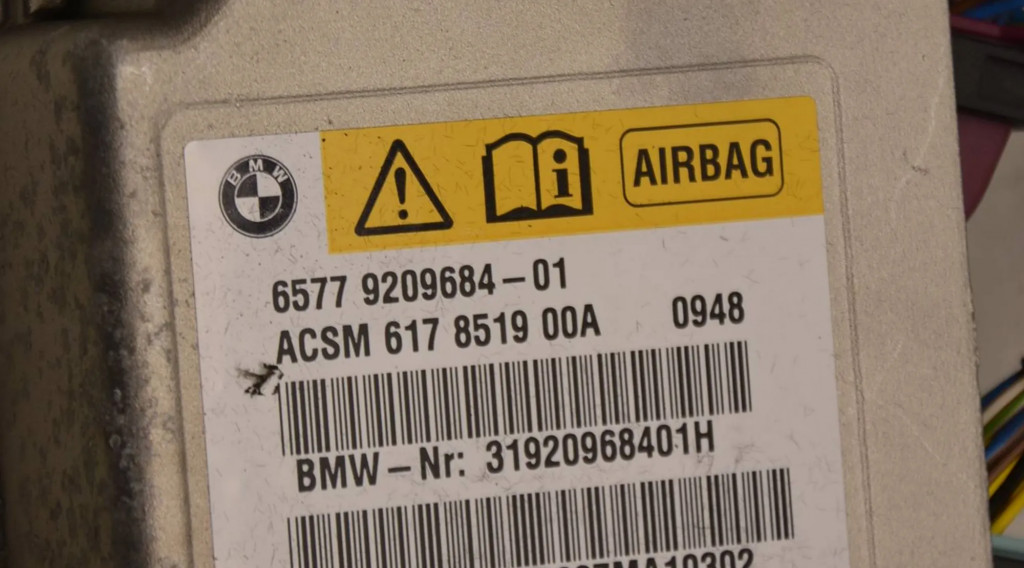 BMW
AIRBAG
6577 9209684-01
ACSM 617 8519 00A 0948
BMW-Nr: 31920968401H